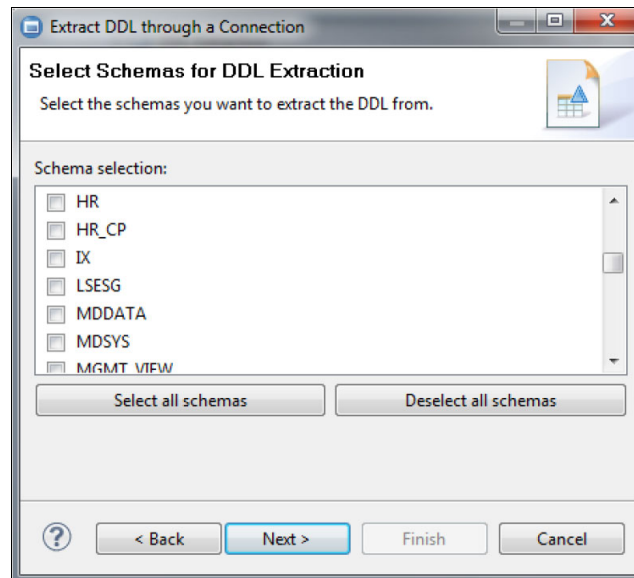 Extract DDL through a Connection
Select Schemas for DDL Extraction
Select the schemas you want to extract the DDL from.
Schema selection:
HR
HR_CP
IX
LSESG
MDDATA
MDSYS
MGMT_VIEW
Select all schemas
Deselect all schemas
?
< Back
Next >
Finish
Cancel